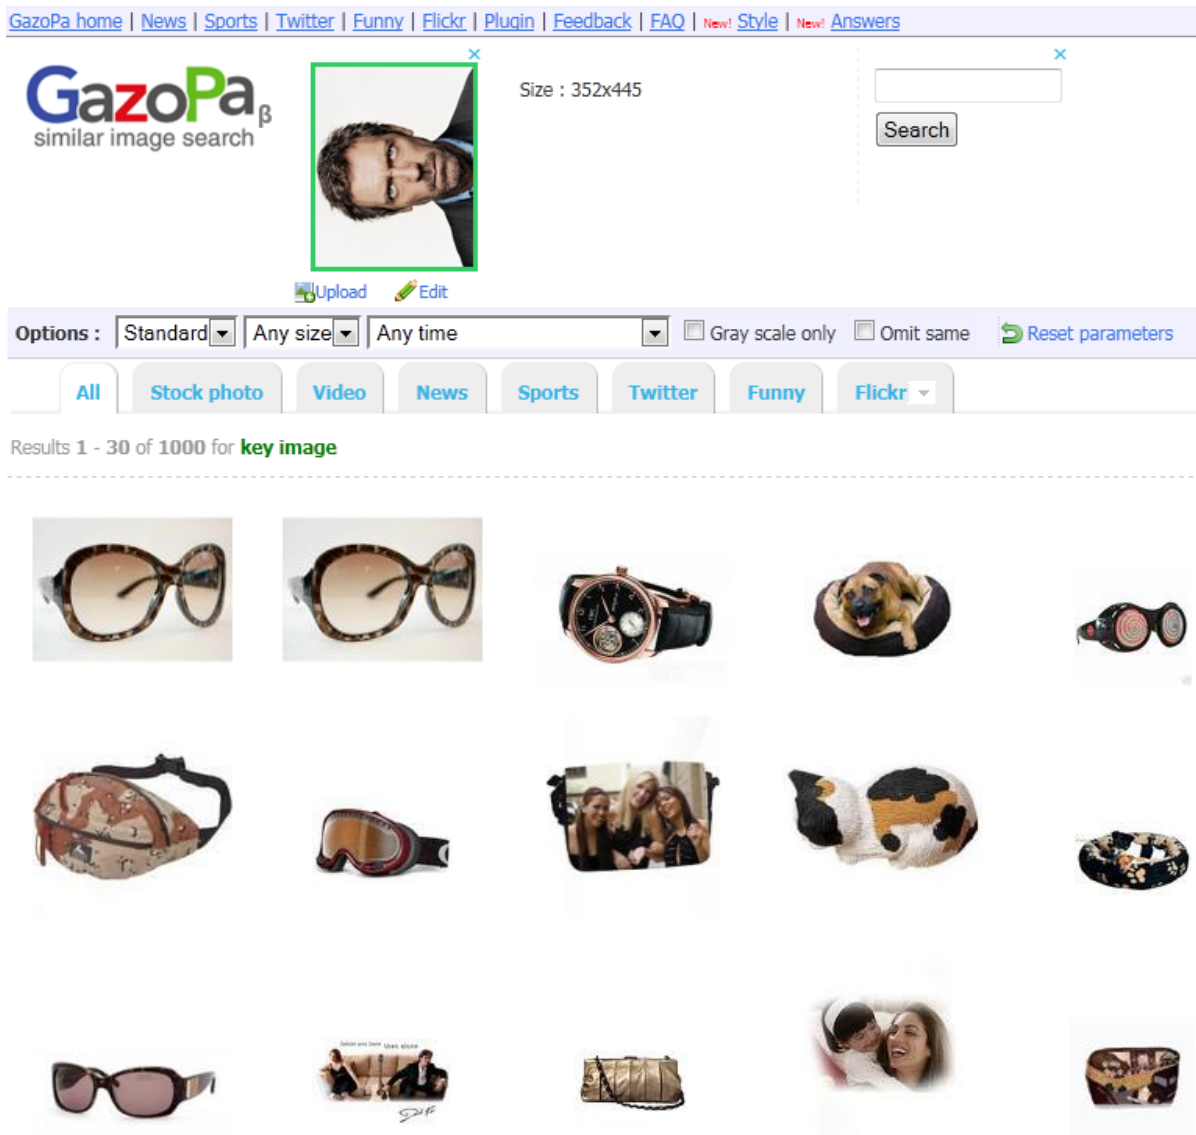 GazoPa home | News | Sports | Twitter | Funny | Flickr | Plugin | Feedback | FAQ | New! Style | New! Answers
GazoPa β
similar image search
Size : 352x445
Search
Upload Edit
Options : Standard Any size Any time Gray scale only Omit same Reset parameters
All Stock photo Video News Sports Twitter Funny Flickr
Results 1 - 30 of 1000 for key image